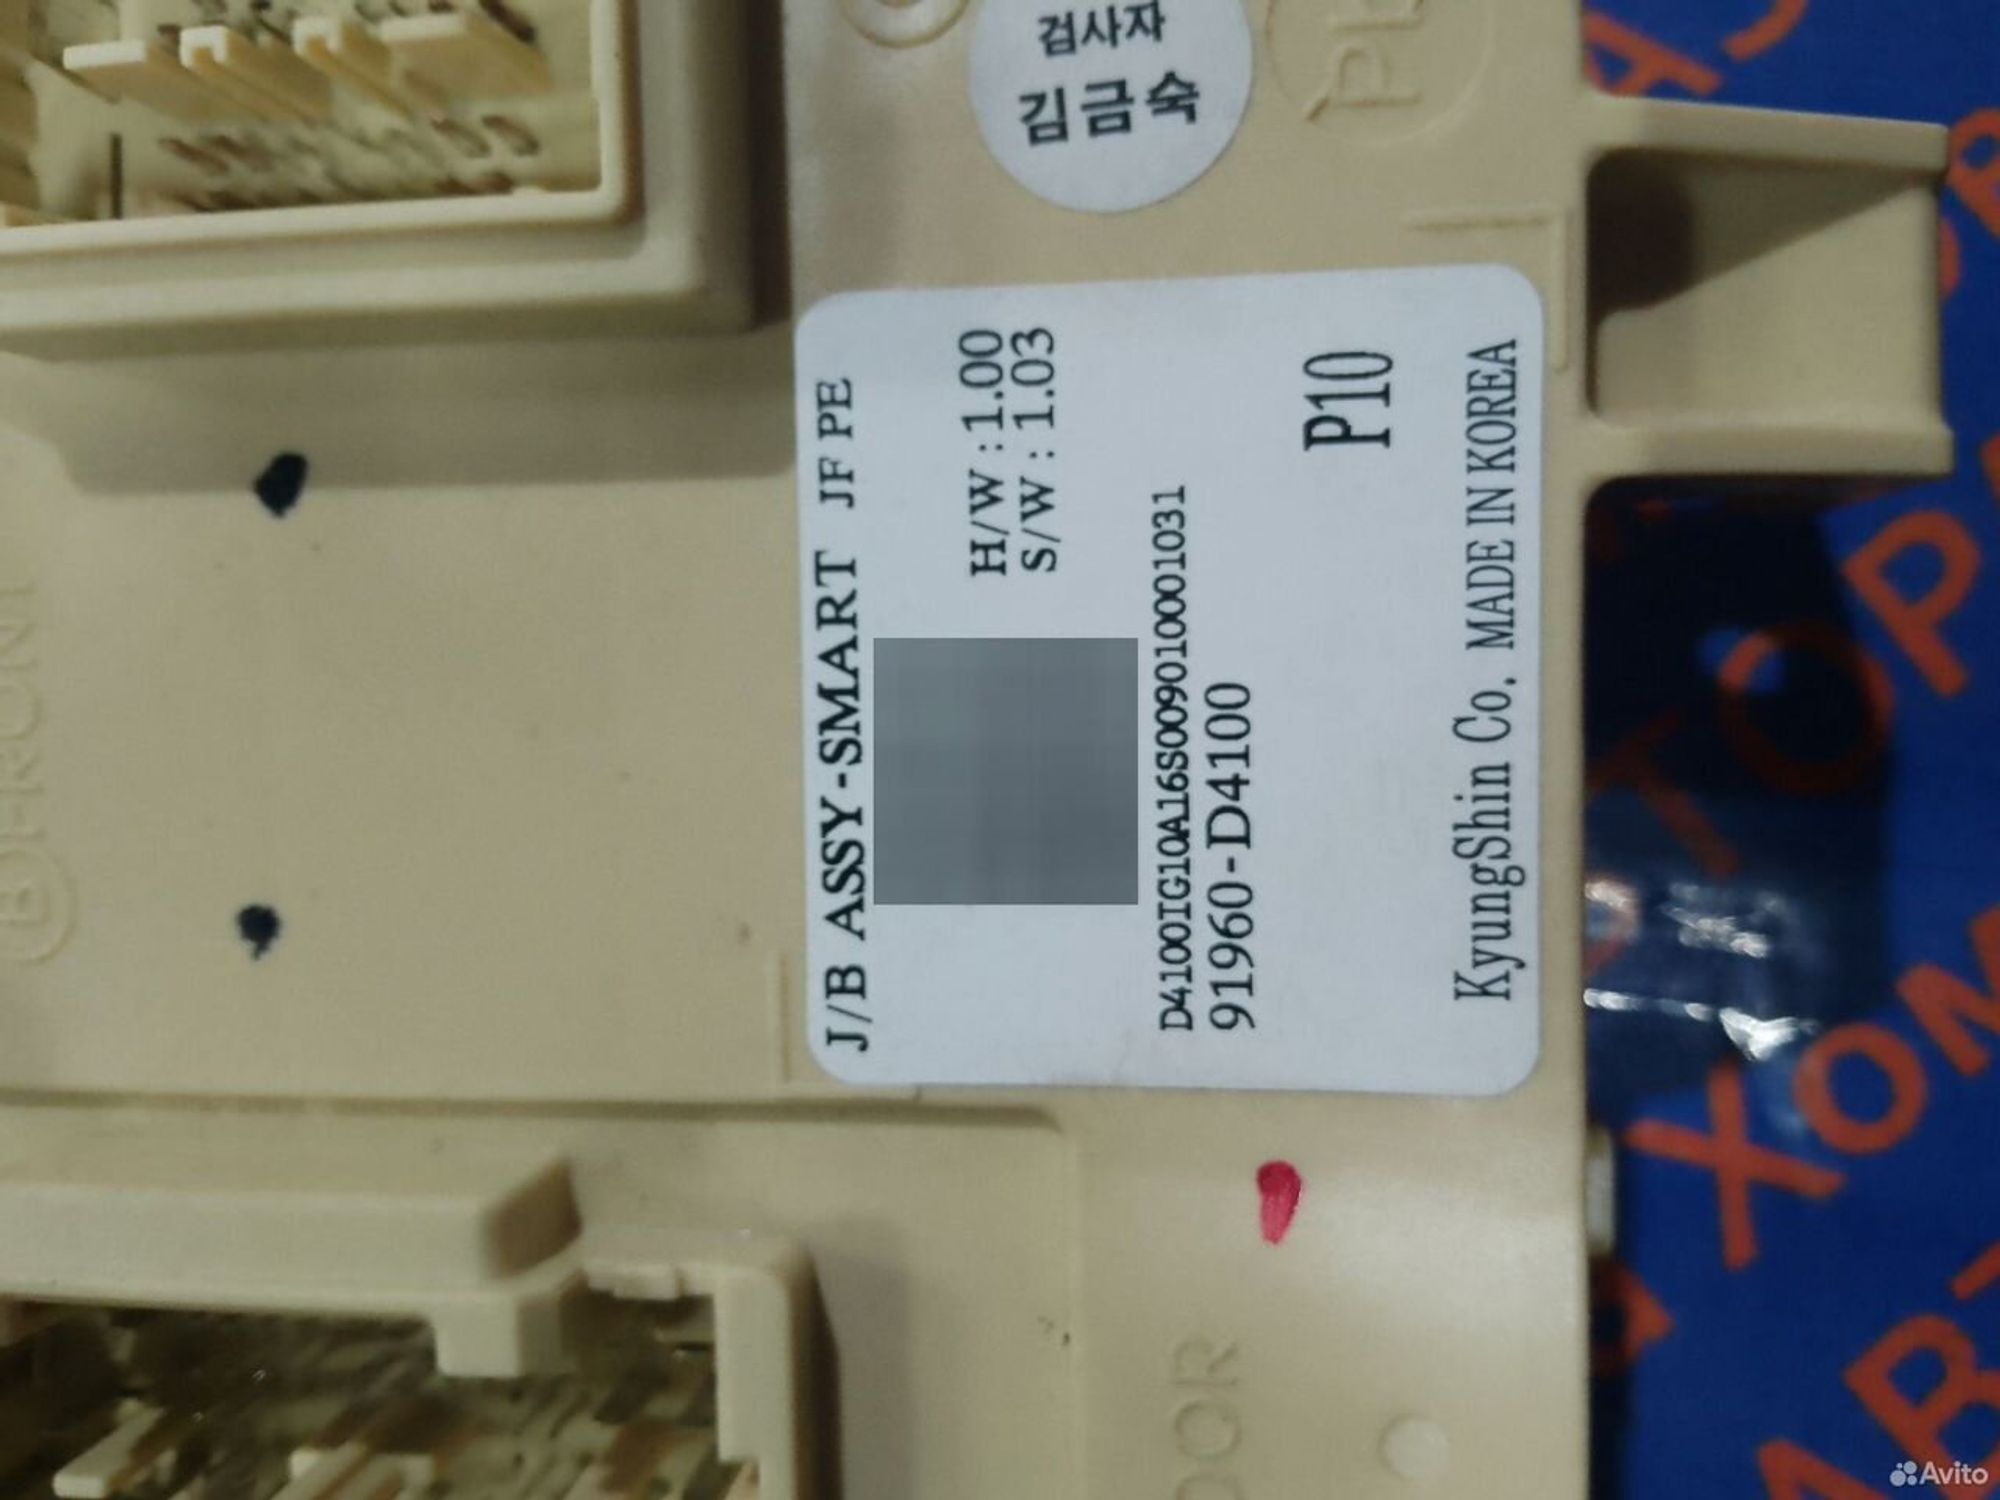 검사자
김금숙
J/B ASSY-SMART JF PE
H/W : 1.00
S/W : 1.03
D4100IG10A16S009010001031
91960-D4100
P10
KyungShin Co. MADE IN KOREA
Avito